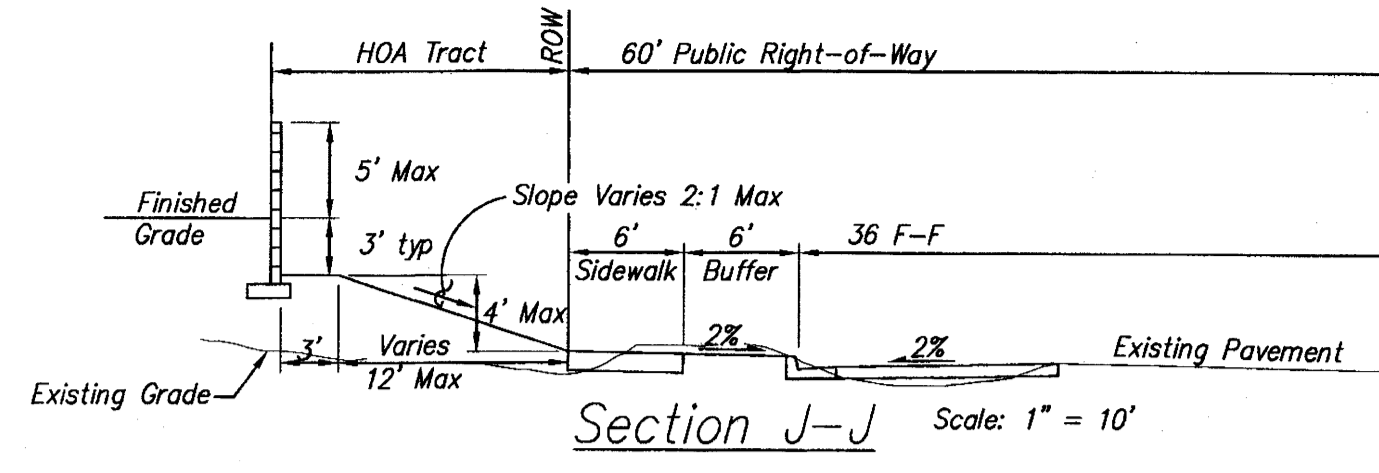 HOA Tract
ROW
60' Public Right-of-Way
5' Max
Finished
Grade
3' typ
Slope Varies 2:1 Max
6'
Sidewalk
6'
Buffer
36 F-F
4' Max
3'
Varies
12' Max
2%
2%
Existing Pavement
Existing Grade
Section J-J
Scale: 1" = 10'